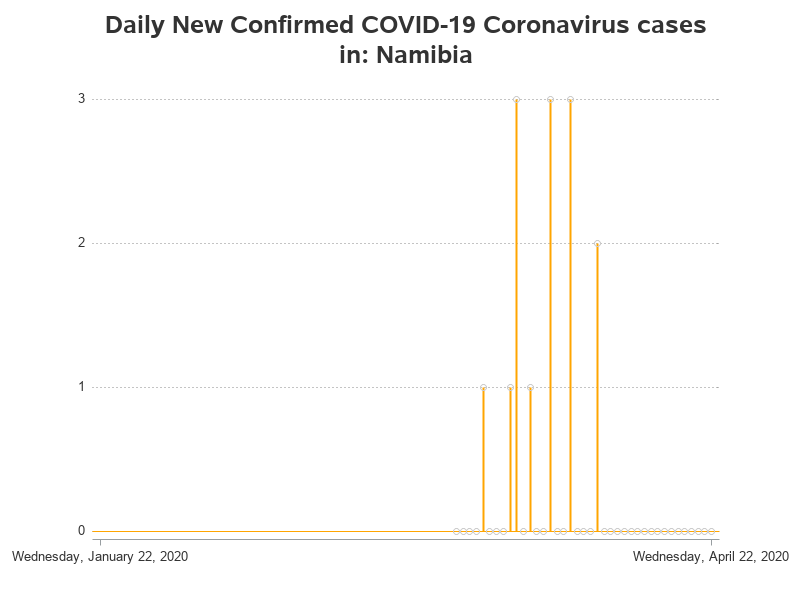 Daily New Confirmed COVID-19 Coronavirus cases
in: Namibia
3
2
1
0
Wednesday, January 22, 2020
Wednesday, April 22, 2020